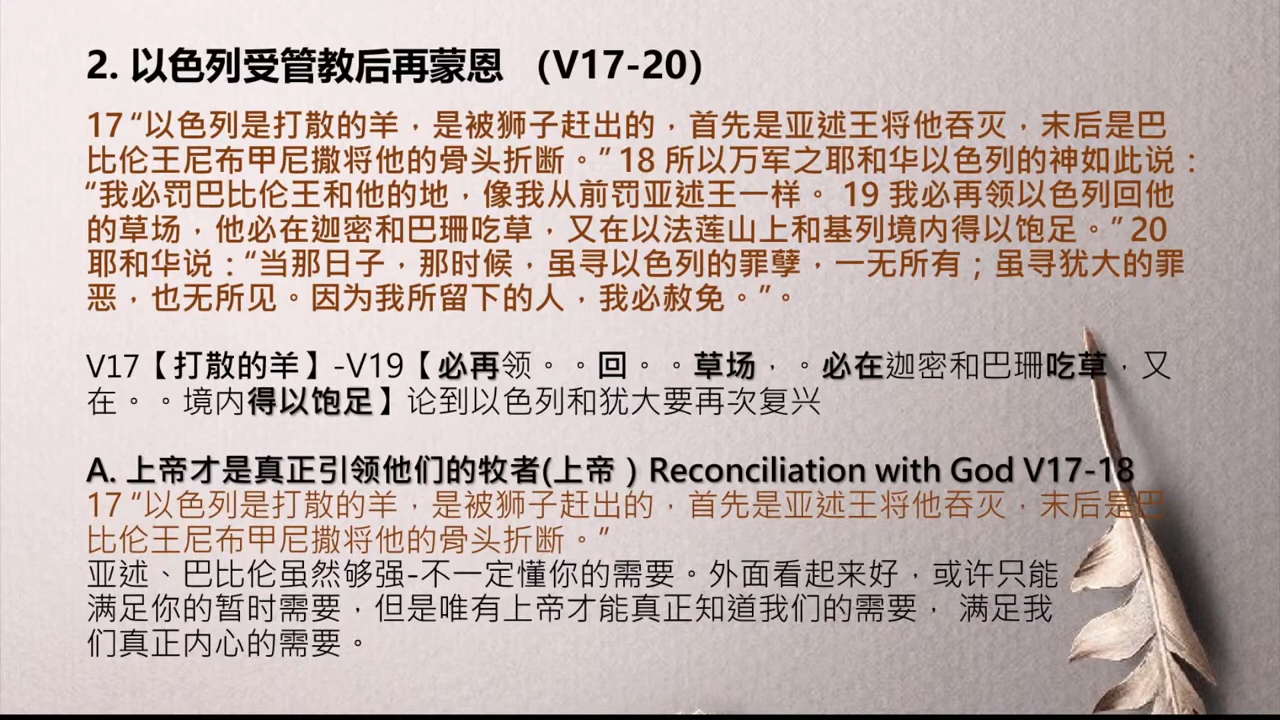 2. 以色列受管教后再蒙恩 (V17-20)
17 “以色列是打散的羊，是被狮子赶出的，首先是亚述王将他吞灭，末后是巴
比伦王尼布甲尼撒将他的骨头折断。” 18 所以万军之耶和华以色列的神如此说：
“我必罚巴比伦王和他的地，像我从前罚亚述王一样。 19 我必再领以色列回他
的草场，他必在迦密和巴珊吃草，又在以法莲山上和基列境内得以饱足。” 20
耶和华说：“当那日子，那时候，虽寻以色列的罪孽，一无所有；虽寻犹大的罪
恶，也无所见。因为我所留下的人，我必赦免。”。
V17【打散的羊】-V19【必再领。。回。。草场，。必在迦密和巴珊吃草，又
在。。境内得以饱足】论到以色列和犹大要再次复兴
A. 上帝才是真正引领他们的牧者(上帝 ) Reconciliation with God V17-18
17 “以色列是打散的羊，是被狮子赶出的，首先是亚述王将他吞灭，末后是巴
比伦王尼布甲尼撒将他的骨头折断。”
亚述、巴比伦虽然够强-不一定懂你的需要。外面看起来好，或许只能
满足你的暂时需要，但是唯有上帝才能真正知道我们的需要， 满足我
们真正内心的需要。